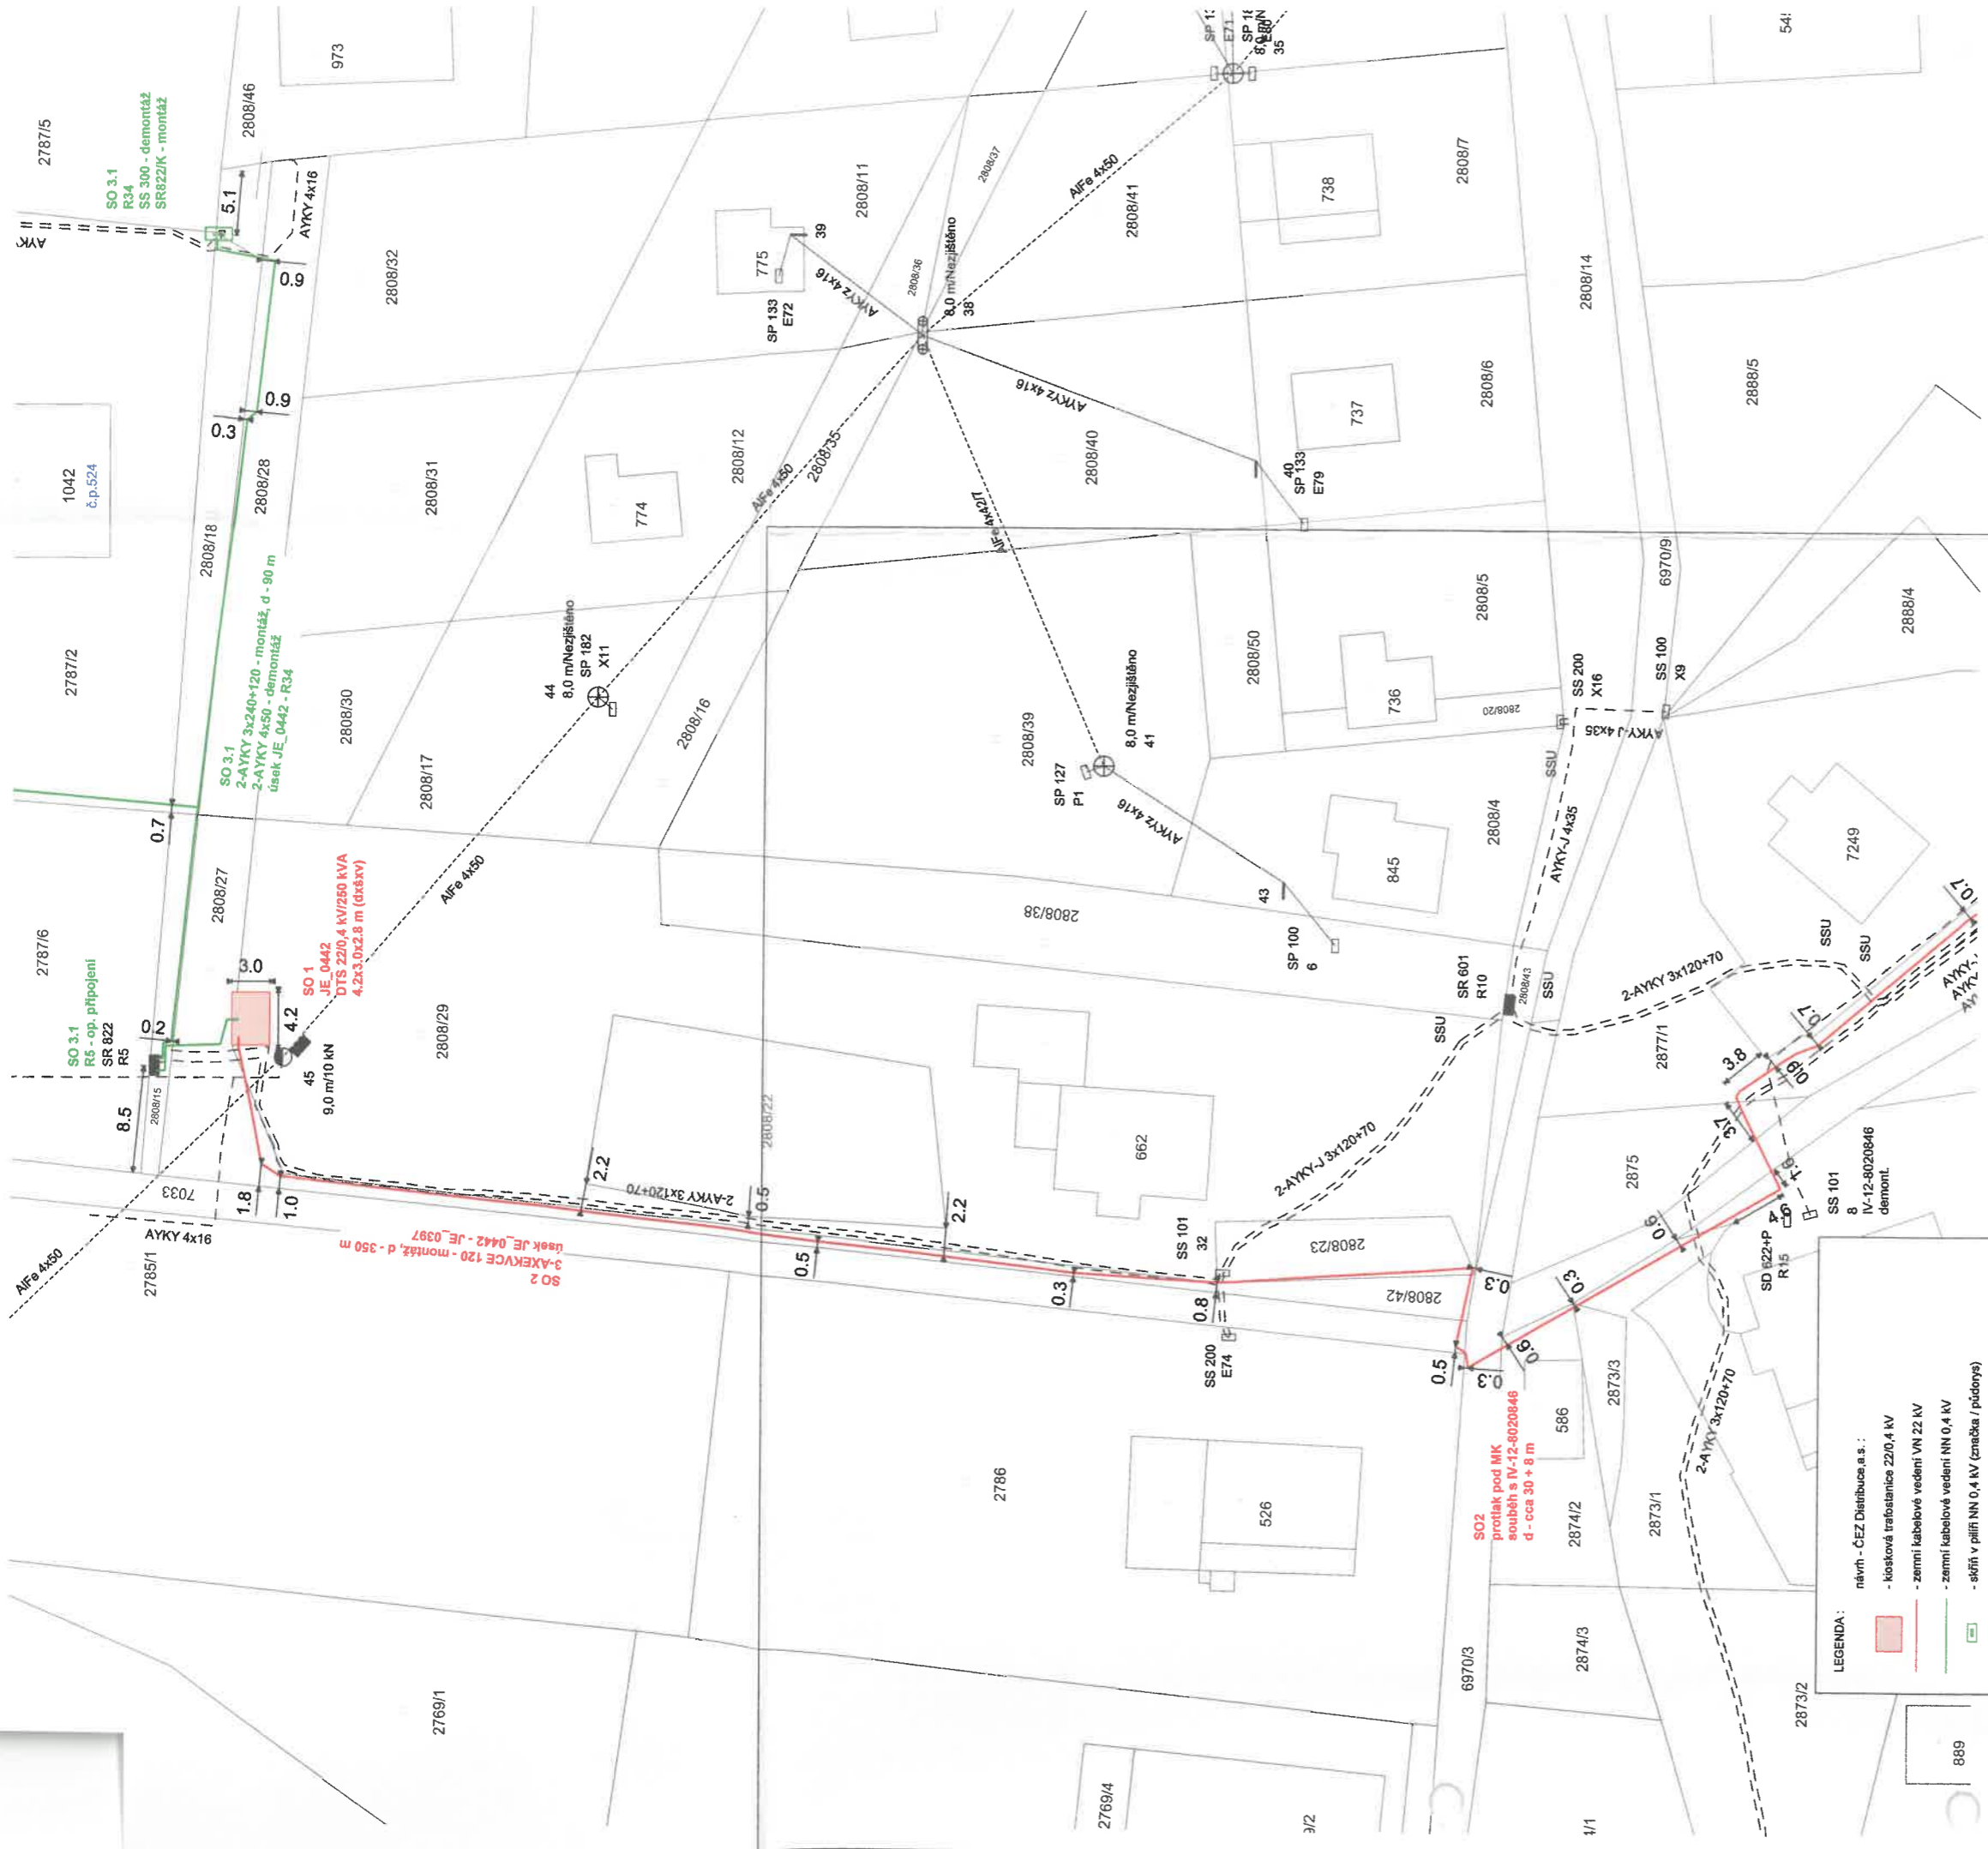 2787/5
973
2808/46
SO 3.1
R34
SS 300 - demontáž
SR822/K - montáž
5.1
AYKY 4x16
0.9
2808/32
775
39
2808/11
SP 133
E72
AYKYz 4x16
2808/36
2808/37
8,0 m/Nezjištěno
38
AlFe 4x50
2808/41
738
2808/7
35
2808/14
1042
č.p.524
0.3
0.9
2808/18
2808/28
2808/31
774
2808/12
2808/35
AlFe 4x50
AYKYz 4x16
2808/40
40
SP 133
E79
737
2808/6
2888/5
AlFe 4x42/7
2787/2
SO 3.1
2-AYKY 3x240+120 - montáž, d - 90 m
2-AYKY 4x50 - demontáž
úsek JE_0442 - R34
2808/30
44
8,0 m/Nezjištěno
SP 182
X11
2808/16
2808/17
2808/39
SP 127
P1
8,0 m/Nezjištěno
41
2808/50
736
2808/5
2808/20
SS 200
X16
AYKY-J 4x35
SS 100
X9
6970/9
2888/4
0.7
2787/6
2808/27
SO 3.1
R5 - op. připojení
SR 822
R5
0.2
3.0
4.2
SO 1
JE_0442
DTS 22/0,4 kV/250 kVA
4.2x3.0x2.8 m (dxšxv)
AlFe 4x50
45
9,0 m/10 kN
2808/29
2808/38
AYKYz 4x16
43
SP 100
6
845
2808/4
SSU
AYKY-J 4x35
SR 601
R10
2808/43
SSU
SSU
2-AYKY 3x120+70
SSU
SSU
7249
0.7
0.7
2877/1
8.5
2808/15
7033
1.8
1.0
AYKY 4x16
2785/1
AlFe 4x50
SO 2
3-AXEKVCE 120 - montáž, d - 350 m
úsek JE_0442 - JE_0397
2.2
2-AYKY 3x120+70
2808/22
0.5
2.2
0.5
0.3
662
SS 101
32
0.8
SS 200
E74
2-AYKY-J 3x120+70
2808/23
2808/42
0.3
0.5
0.3
0.6
0.3
0.6
2875
3.8
0.9
3.7
1.6
4.6
SS 101
8
IV-12-8020846
demont.
SD 622+P
R15
2769/1
2786
526
SO2
protlak pod MK
souběh s IV-12-8020846
d - cca 30 + 8 m
586
2873/3
2874/2
2873/1
2-AYKY 3x120+70
6970/3
2874/3
2873/2
889
2769/4
9/2
4/1
LEGENDA :
návrh - ČEZ Distribuce,a.s. :
- kiosková trafostanice 22/0,4 kV
- zemní kabelové vedení VN 22 kV
- zemní kabelové vedení NN 0,4 kV
- skříň v pilíři NN 0,4 kV (značka / půdorys)